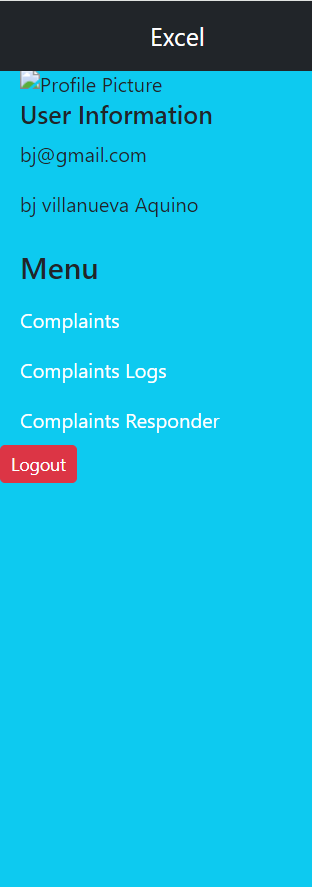 Excel
Profile Picture
User Information
bj@gmail.com
bj villanueva Aquino
Menu
Complaints
Complaints Logs
Complaints Responder
Logout